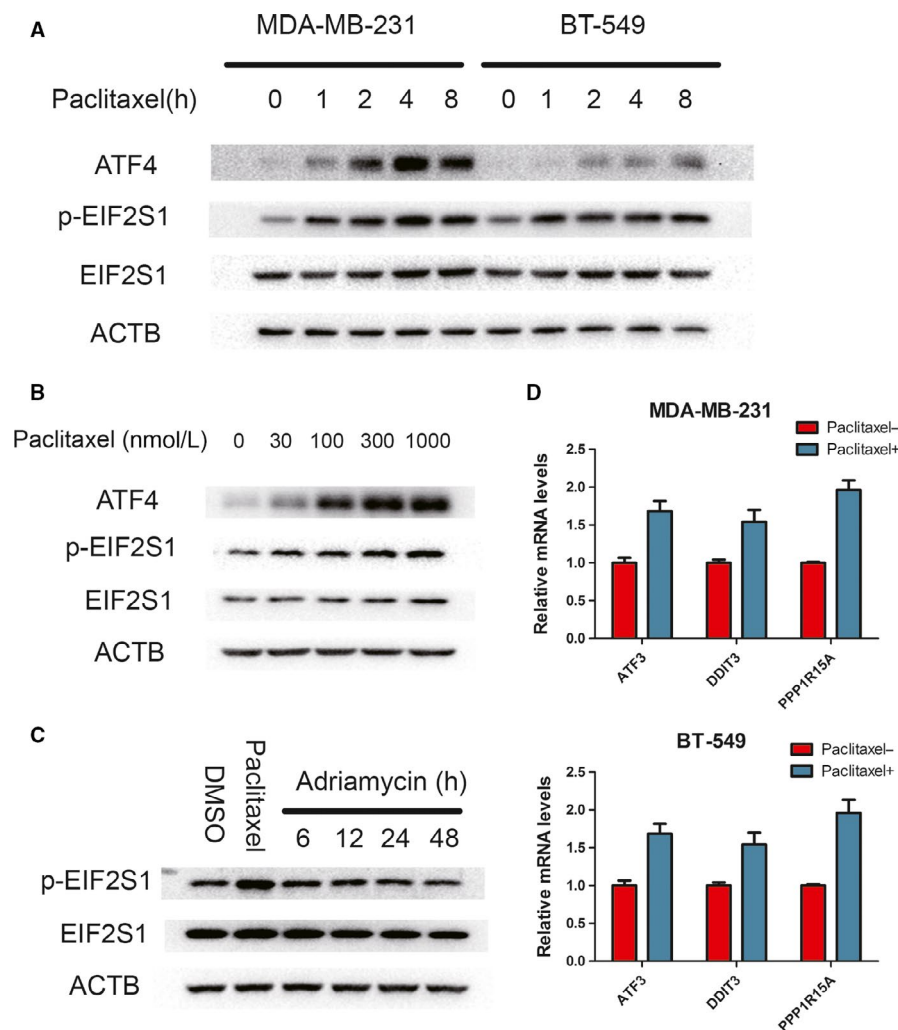 A
MDA-MB-231 BT-549
Paclitaxel(h) 0 1 2 4 8 0 1 2 4 8
ATF4
p-EIF2S1
EIF2S1
ACTB
B
Paclitaxel (nmol/L) 0 30 100 300 1000
ATF4
p-EIF2S1
EIF2S1
ACTB
C
DMSO Paclitaxel Adriamycin (h)
6 12 24 48
p-EIF2S1
EIF2S1
ACTB
D
MDA-MB-231
Paclitaxel–
Paclitaxel+
Relative mRNA levels
2.5
2.0
1.5
1.0
0.5
0.0
ATF3 DDIT3 PPP1R15A
BT-549
Paclitaxel–
Paclitaxel+
Relative mRNA levels
2.5
2.0
1.5
1.0
0.5
0.0
ATF3 DDIT3 PPP1R15A